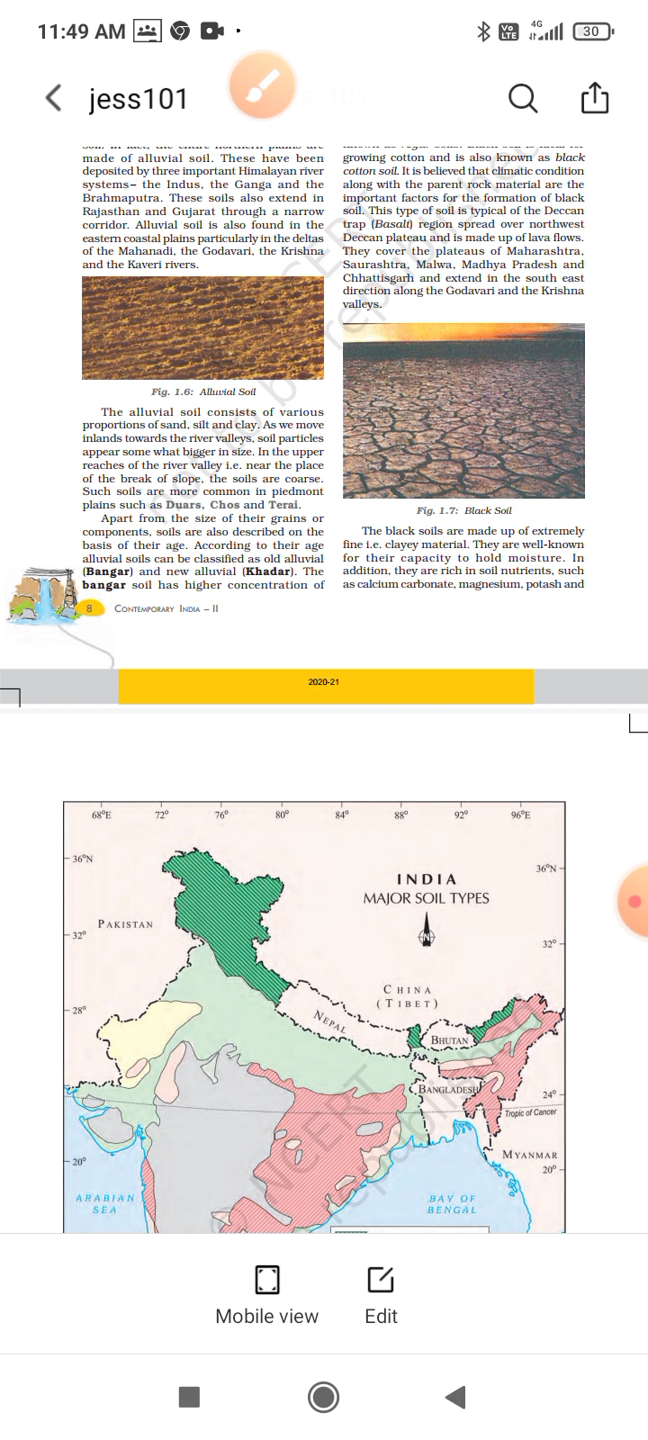 11:49 AM
Vo LTE
4G
30
jess101
made of alluvial soil. These have been
deposited by three important Himalayan river
systems– the Indus, the Ganga and the
Brahmaputra. These soils also extend in
Rajasthan and Gujarat through a narrow
corridor. Alluvial soil is also found in the
eastern coastal plains particularly in the deltas
of the Mahanadi, the Godavari, the Krishna
and the Kaveri rivers.
Fig. 1.6: Alluvial Soil
The alluvial soil consists of various
proportions of sand, silt and clay. As we move
inlands towards the river valleys, soil particles
appear some what bigger in size. In the upper
reaches of the river valley i.e. near the place
of the break of slope, the soils are coarse.
Such soils are more common in piedmont
plains such as Duars, Chos and Terai.
Apart from the size of their grains or
components, soils are also described on the
basis of their age. According to their age
alluvial soils can be classified as old alluvial
(Bangar) and new alluvial (Khadar). The
bangar soil has higher concentration of
growing cotton and is also known as black
cotton soil. It is believed that climatic condition
along with the parent rock material are the
important factors for the formation of black
soil. This type of soil is typical of the Deccan
trap (Basalt) region spread over northwest
Deccan plateau and is made up of lava flows.
They cover the plateaus of Maharashtra,
Saurashtra, Malwa, Madhya Pradesh and
Chhattisgarh and extend in the south east
direction along the Godavari and the Krishna
valleys.
Fig. 1.7: Black Soil
The black soils are made up of extremely
fine i.e. clayey material. They are well-known
for their capacity to hold moisture. In
addition, they are rich in soil nutrients, such
as calcium carbonate, magnesium, potash and
8 CONTEMPORARY INDIA – II
2020-21
68°E 72° 76° 80° 84° 88° 92° 96°E
36°N
36°N
INDIA
MAJOR SOIL TYPES
N
PAKISTAN
32°
32°
CHINA
(TIBET)
28°
NEPAL
BHUTAN
BANGLADESH
24°
Tropic of Cancer
MYANMAR
20°
20°
ARABIAN
SEA
BAY OF
BENGAL
Mobile view
Edit